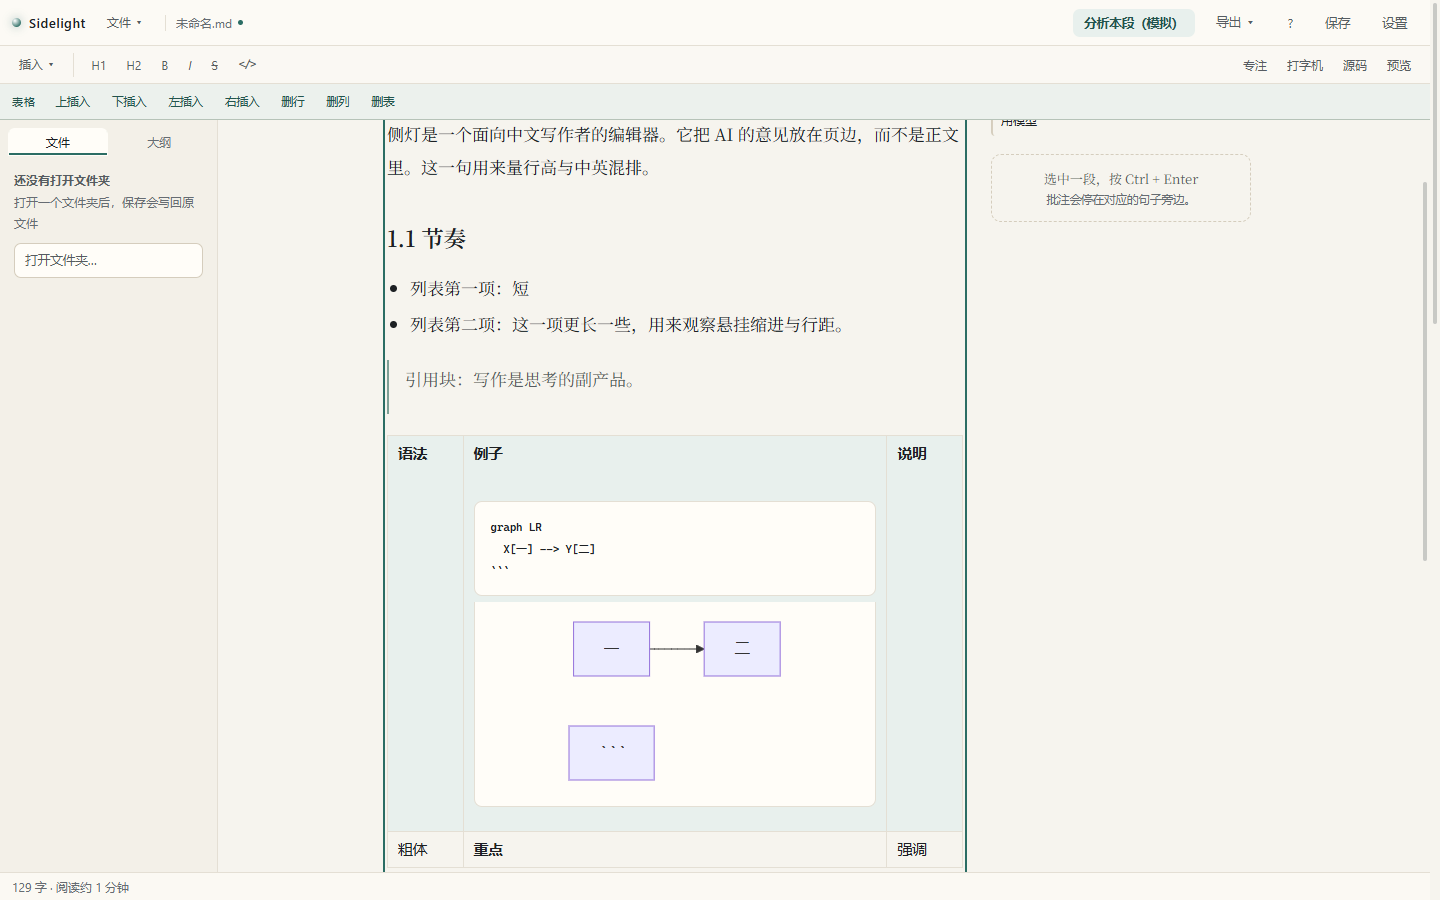 Sidelight 文件 未命名.md 分析本段（模拟） 导出 ? 保存 设置
插入 H1 H2 B I S </> 专注 打字机 源码 预览
表格 上插入 下插入 左插入 右插入 删行 删列 删表
文件 大纲
还没有打开文件夹
打开一个文件夹后，保存会写回原
文件
打开文件夹...
侧灯是一个面向中文写作者的编辑器。它把 AI 的意见放在页边，而不是正文
里。这一句用来量行高与中英混排。
1.1 节奏
列表第一项：短
列表第二项：这一项更长一些，用来观察悬挂缩进与行距。
引用块：写作是思考的副产品。
语法 例子 说明
graph LR
X[一] --> Y[二]
```
一 二
```
粗体 重点 强调
用模型
选中一段，按 Ctrl + Enter
批注会停在对应的句子旁边。
129 字 · 阅读约 1 分钟